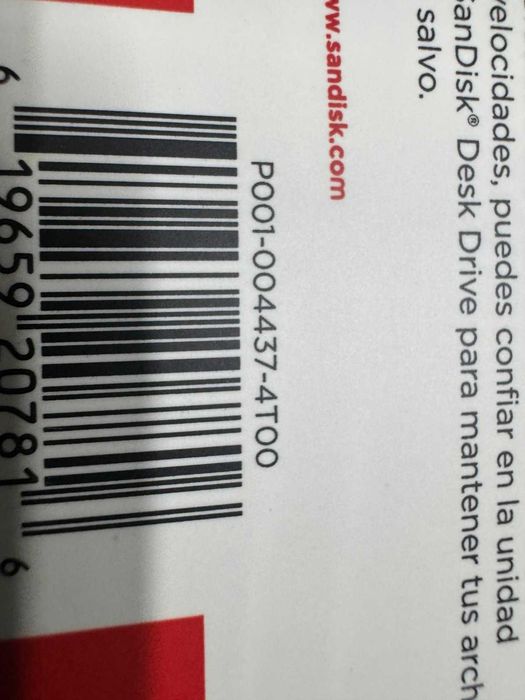 velocidades, puedes confiar en la unidad
SanDisk® Desk Drive para mantener tus arch
salvo.
www.sandisk.com
P001-004437-4T00
6 19659 20781 6